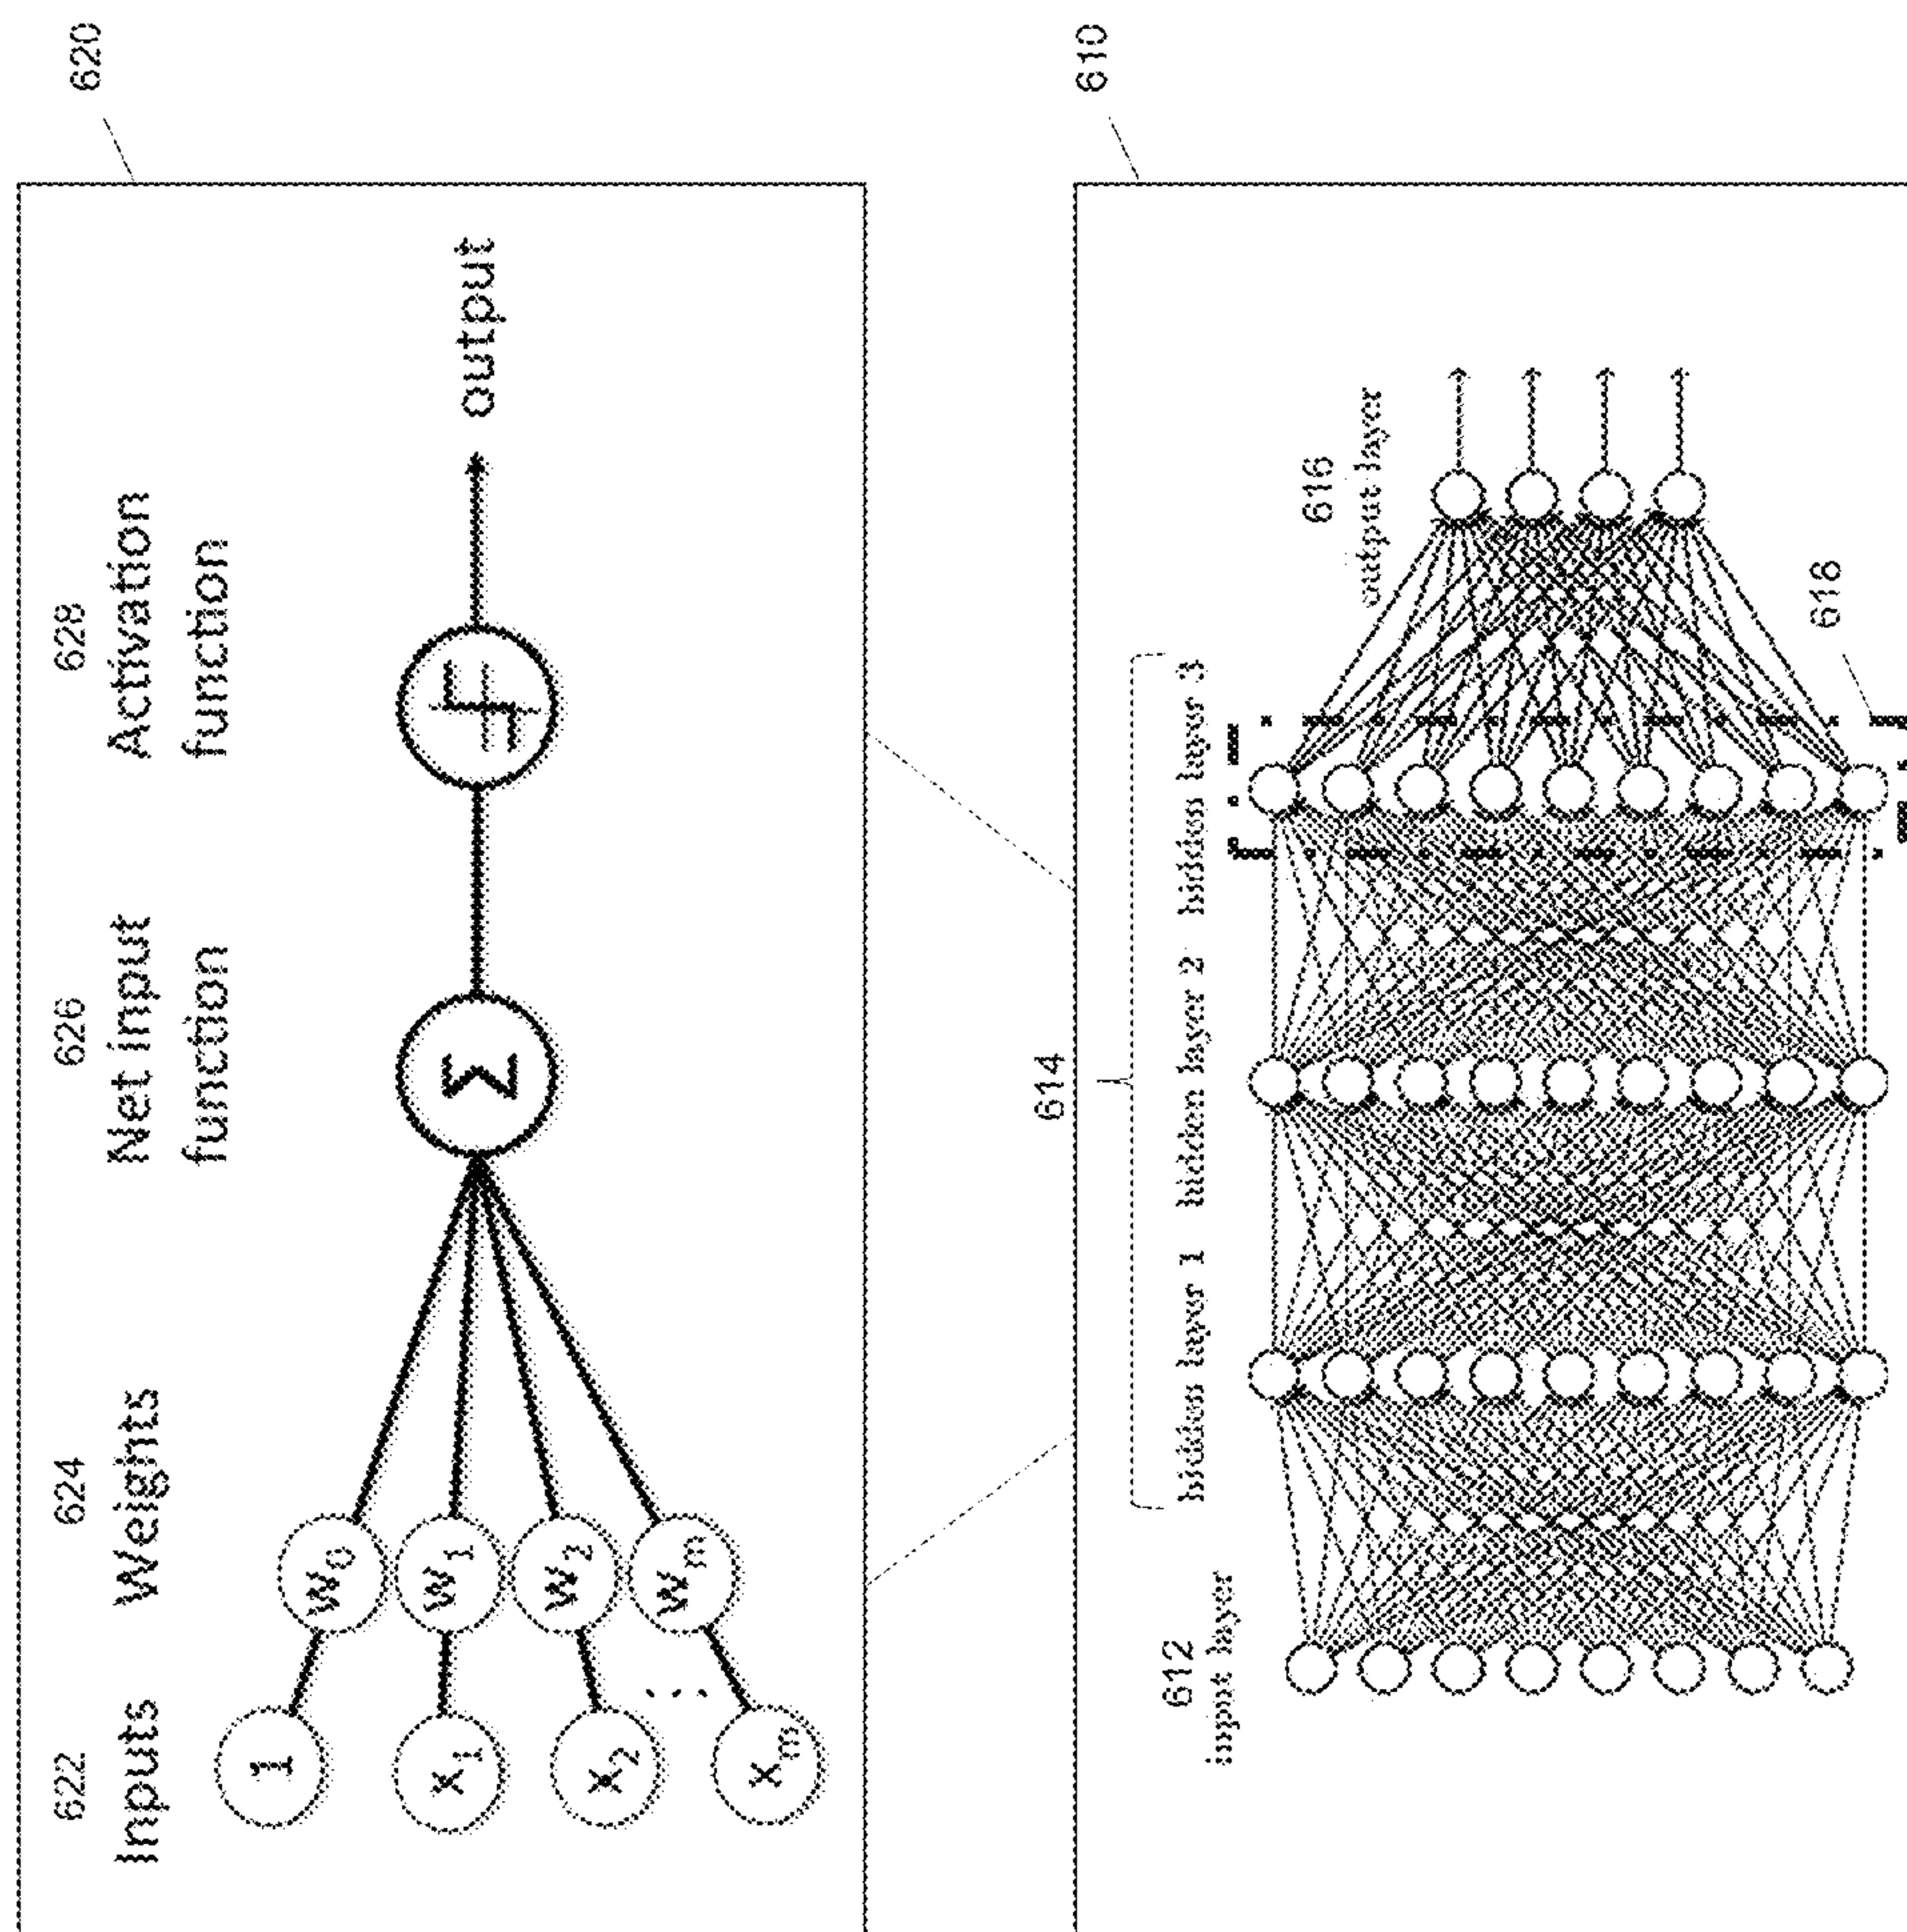 620
622
624
626
628
Inputs
Weights
Net input
function
Activation
function
1
w0
x1
w1
x2
w2
xm
wm
Σ
output
610
614
612
input layer
hidden layer 1
hidden layer 2
hidden layer 3
616
output layer
618